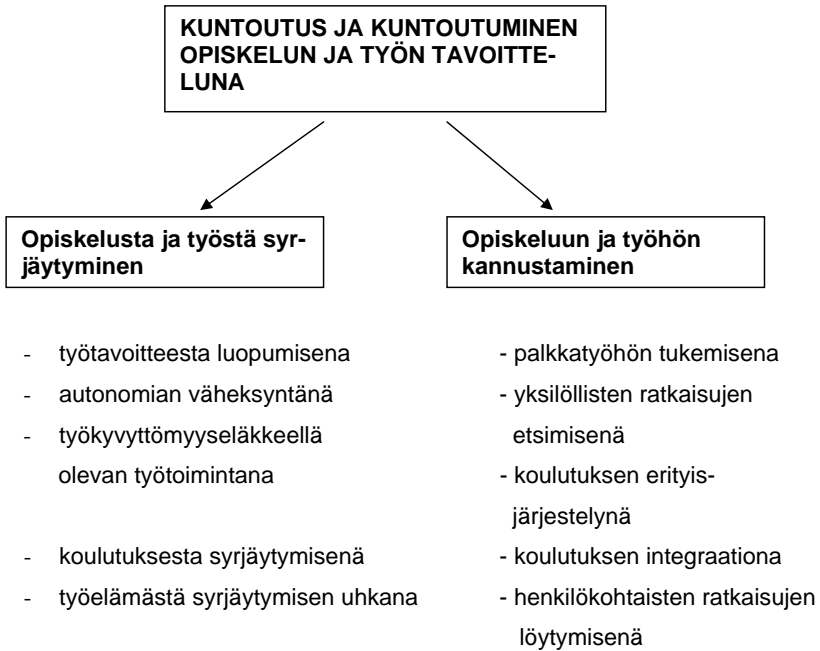 KUNTOUTUS JA KUNTOUTUMINEN
OPISKELUN JA TYÖN TAVOITTE-
LUNA
Opiskelusta ja työstä syr-
jäytyminen
- työtavoitteesta luopumisena
- autonomian väheksyntänä
- työkyvyttömyyseläkkeellä
olevan työtoimintana
- koulutuksesta syrjäytymisenä
- työelämästä syrjäytymisen uhkana
Opiskeluun ja työhön
kannustaminen
- palkkatyöhön tukemisena
- yksilöllisten ratkaisujen
etsimisenä
- koulutuksen erityis-
järjestelynä
- koulutuksen integraationa
- henkilökohtaisten ratkaisujen
löytymisenä